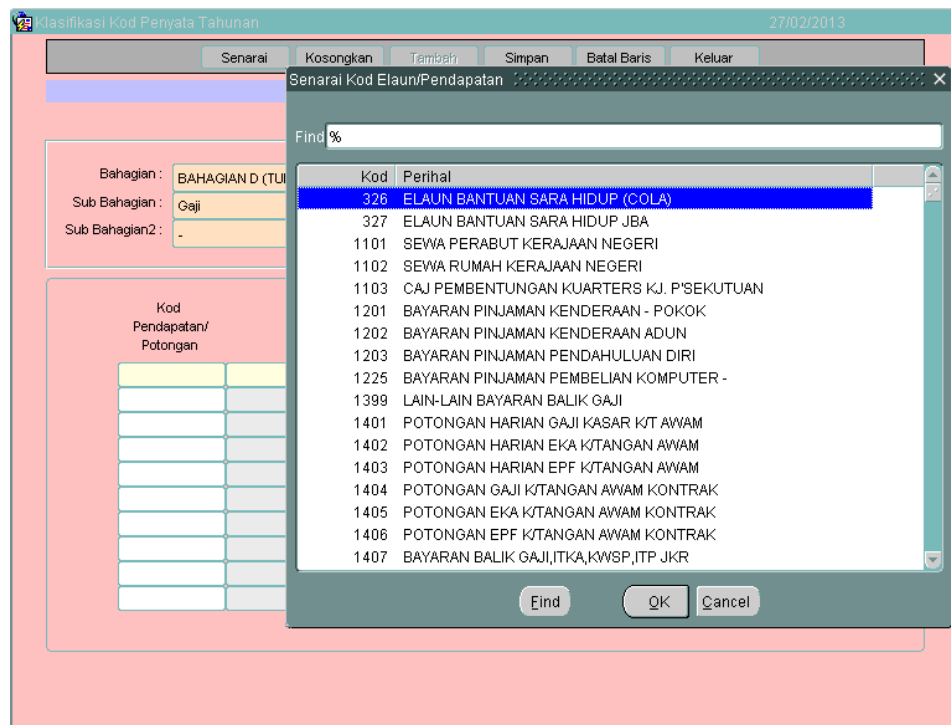 Klasifikasi Kod Penyata Tahunan 27/02/2013
Senarai Kosongkan Tambah Simpan Batal Baris Keluar
Senarai Kod Elaun/Pendapatan
Find %
Bahagian : BAHAGIAN D (TU
Sub Bahagian : Gaji
Sub Bahagian2 : -
Kod
Pendapatan/
Potongan
Kod Perihal
326 ELAUN BANTUAN SARA HIDUP (COLA)
327 ELAUN BANTUAN SARA HIDUP JBA
1101 SEWA PERABUT KERAJAAN NEGERI
1102 SEWA RUMAH KERAJAAN NEGERI
1103 CAJ PEMBENTUNGAN KUARTERS KJ. P'SEKUTUAN
1201 BAYARAN PINJAMAN KENDERAAN - POKOK
1202 BAYARAN PINJAMAN KENDERAAN ADUN
1203 BAYARAN PINJAMAN PENDAHULUAN DIRI
1225 BAYARAN PINJAMAN PEMBELIAN KOMPUTER -
1399 LAIN-LAIN BAYARAN BALIK GAJI
1401 POTONGAN HARIAN GAJI KASAR K/T AWAM
1402 POTONGAN HARIAN EKA K/TANGAN AWAM
1403 POTONGAN HARIAN EPF K/TANGAN AWAM
1404 POTONGAN GAJI K/TANGAN AWAM KONTRAK
1405 POTONGAN EKA K/TANGAN AWAM KONTRAK
1406 POTONGAN EPF K/TANGAN AWAM KONTRAK
1407 BAYARAN BALIK GAJI,ITKA,KWSP,ITP JKR
Find OK Cancel